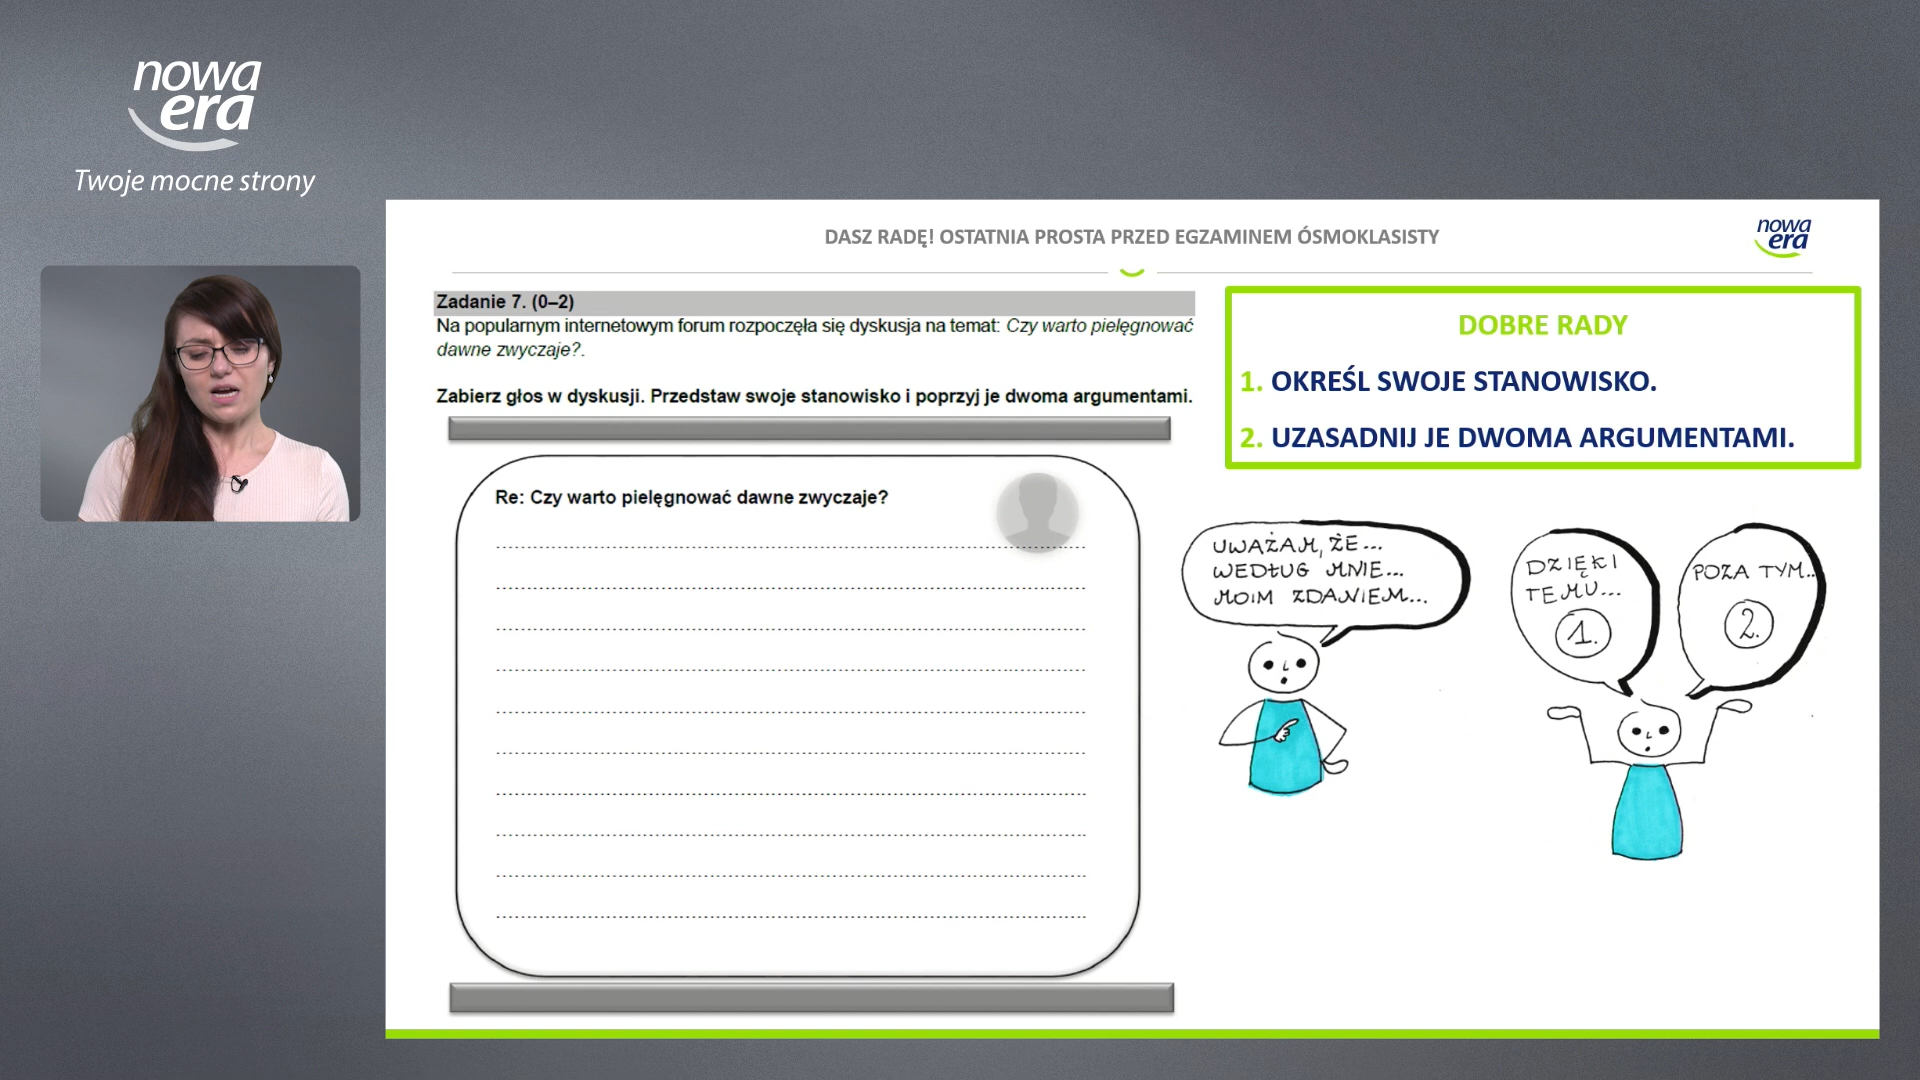 nowa
era
Twoje mocne strony
DASZ RADĘ! OSTATNIA PROSTA PRZED EGZAMINEM ÓSMOKLASISTY
nowa
era
Zadanie 7. (0–2)
Na popularnym internetowym forum rozpoczęła się dyskusja na temat: Czy warto pielęgnować
dawne zwyczaje?.
Zabierz głos w dyskusji. Przedstaw swoje stanowisko i poprzyj je dwoma argumentami.
Re: Czy warto pielęgnować dawne zwyczaje?
DOBRE RADY
1. OKREŚL SWOJE STANOWISKO.
2. UZASADNIJ JE DWOMA ARGUMENTAMI.
UWAŻAM, ŻE...
WEDŁUG MNIE...
MOIM ZDANIEM...
DZIĘKI
TEMU...
1.
POZA TYM...
2.